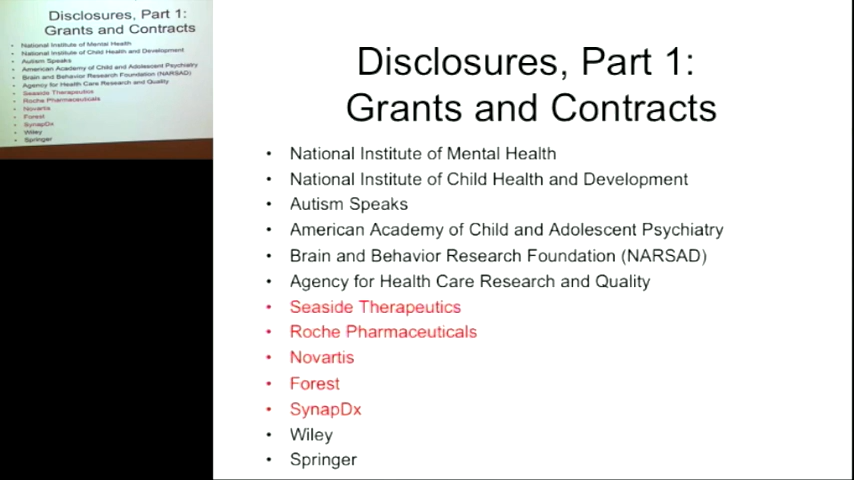 Disclosures, Part 1:
Grants and Contracts
• National Institute of Mental Health
• National Institute of Child Health and Development
• Autism Speaks
• American Academy of Child and Adolescent Psychiatry
• Brain and Behavior Research Foundation (NARSAD)
• Agency for Health Care Research and Quality
• Seaside Therapeutics
• Roche Pharmaceuticals
• Novartis
• Forest
• SynapDx
• Wiley
• Springer
Disclosures, Part 1:
Grants and Contracts
• National Institute of Mental Health
• National Institute of Child Health and Development
• Autism Speaks
• American Academy of Child and Adolescent Psychiatry
• Brain and Behavior Research Foundation (NARSAD)
• Agency for Health Care Research and Quality
• Seaside Therapeutics
• Roche Pharmaceuticals
• Novartis
• Forest
• SynapDx
• Wiley
• Springer